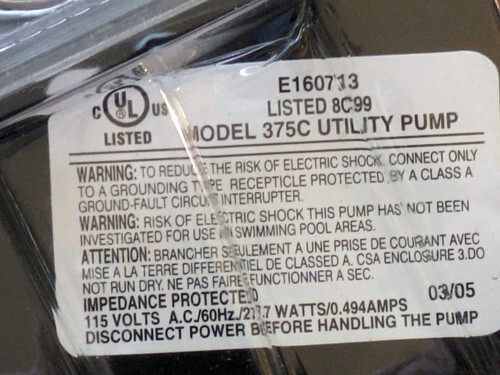 E160713
C UL US LISTED 8C99
LISTED MODEL 375C UTILITY PUMP
WARNING: TO REDUCE THE RISK OF ELECTRIC SHOCK CONNECT ONLY
TO A GROUNDING TYPE RECEPTICLE PROTECTED BY A CLASS A
GROUND-FAULT CIRCUIT INTERRUPTER.
WARNING: RISK OF ELECTRIC SHOCK THIS PUMP HAS NOT BEEN
INVESTIGATED FOR USE IN SWIMMING POOL AREAS.
ATTENTION: BRANCHER SEULEMENT A UNE PRISE DE COURANT AVEC
MISE A LA TERRE DIFFERENTIEL DE CLASSED A. CSA ENCLOSURE 3.DO
NOT RUN DRY. NE PAS FAIRE FUNCTIONNER A SEC.
IMPEDANCE PROTECTED 03/05
115 VOLTS A.C./60Hz./ WATTS/0.494AMPS
DISCONNECT POWER BEFORE HANDLING THE PUMP